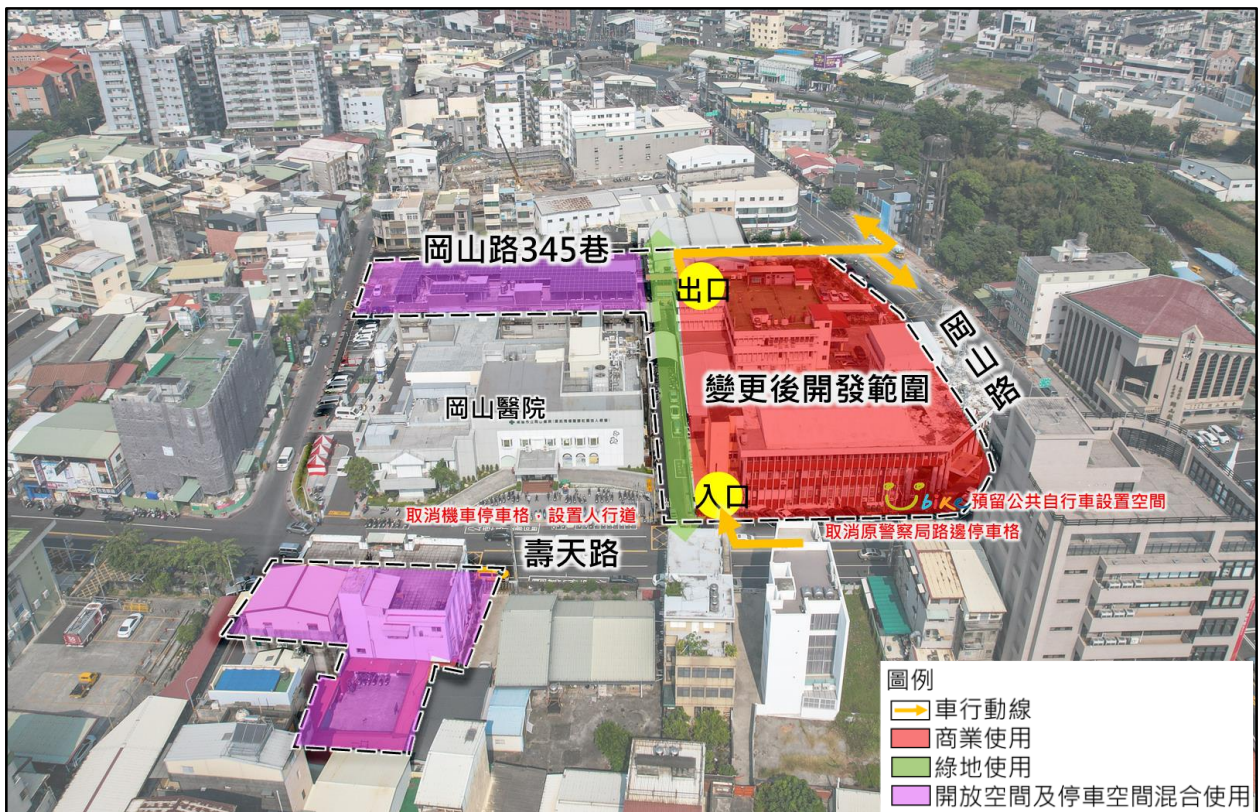 岡山路345巷
出口
岡山路
變更後開發範圍
岡山醫院
入口
Ubike 預留公共自行車設置空間
取消機車停車格，設置人行道
取消原警察局路邊停車格
壽天路
圖例
車行動線
商業使用
綠地使用
開放空間及停車空間混合使用